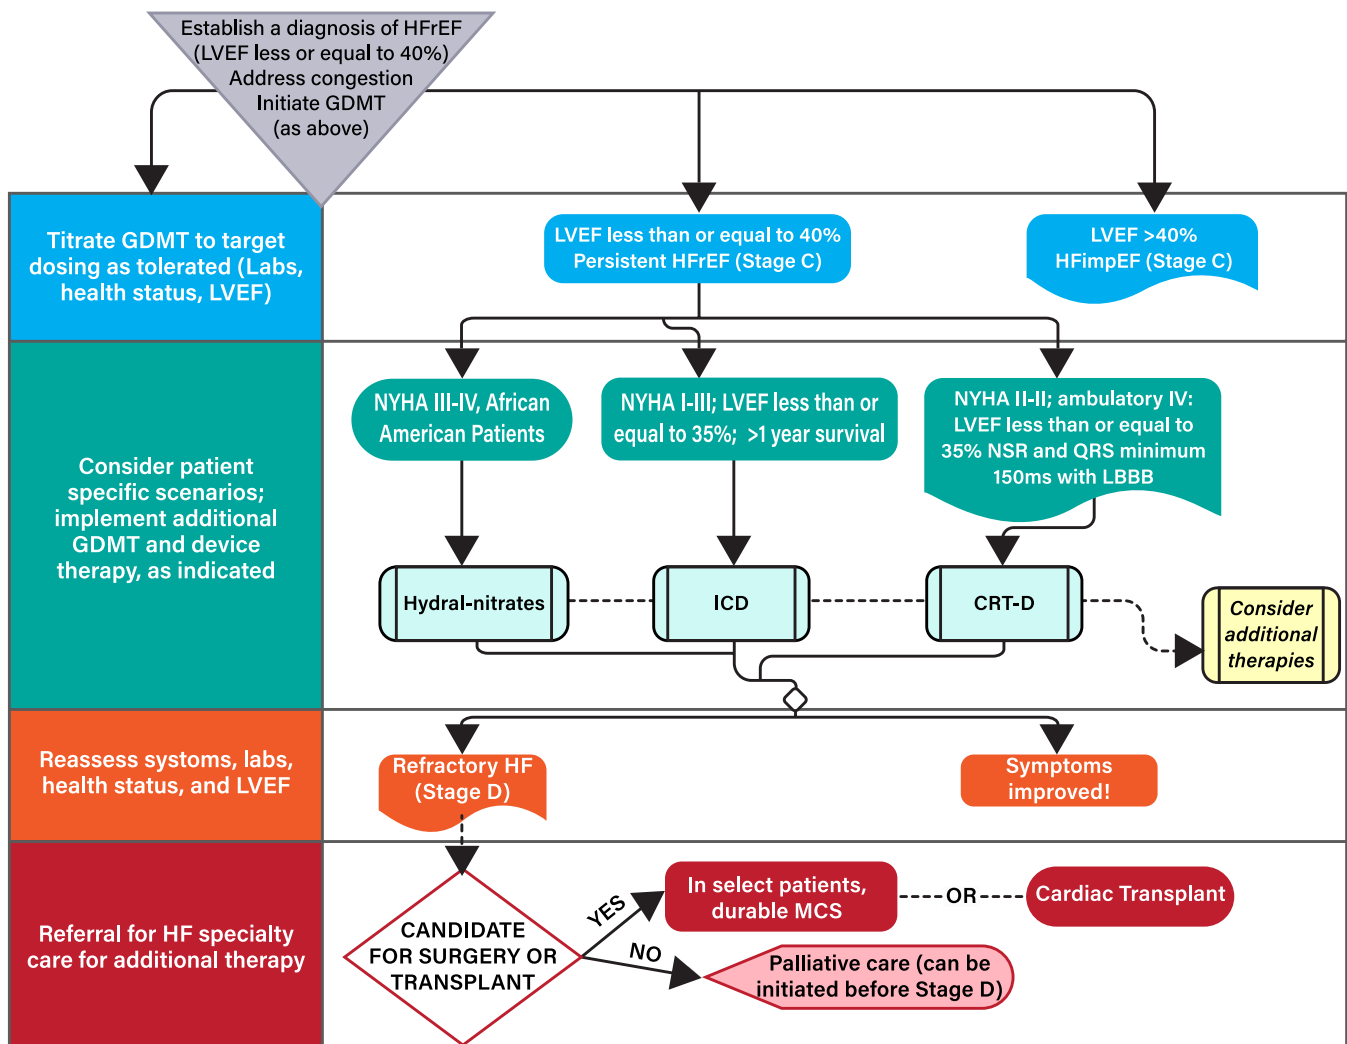 Establish a diagnosis of HFrEF
(LVEF less or equal to 40%)
Address congestion
Initiate GDMT
(as above)
Titrate GDMT to target
dosing as tolerated (Labs,
health status, LVEF)
LVEF less than or equal to 40%
Persistent HFrEF (Stage C)
LVEF >40%
HFimpEF (Stage C)
Consider patient
specific scenarios;
implement additional
GDMT and device
therapy, as indicated
NYHA III-IV, African
American Patients
NYHA I-III; LVEF less than or
equal to 35%; >1 year survival
NYHA II-II; ambulatory IV:
LVEF less than or equal to
35% NSR and QRS minimum
150ms with LBBB
Hydral-nitrates
ICD
CRT-D
Consider
additional
therapies
Reassess systoms, labs,
health status, and LVEF
Refractory HF
(Stage D)
Symptoms
improved!
Referral for HF specialty
care for additional therapy
CANDIDATE
FOR SURGERY OR
TRANSPLANT
YES
NO
In select patients,
durable MCS
OR
Cardiac Transplant
Palliative care (can be
initiated before Stage D)